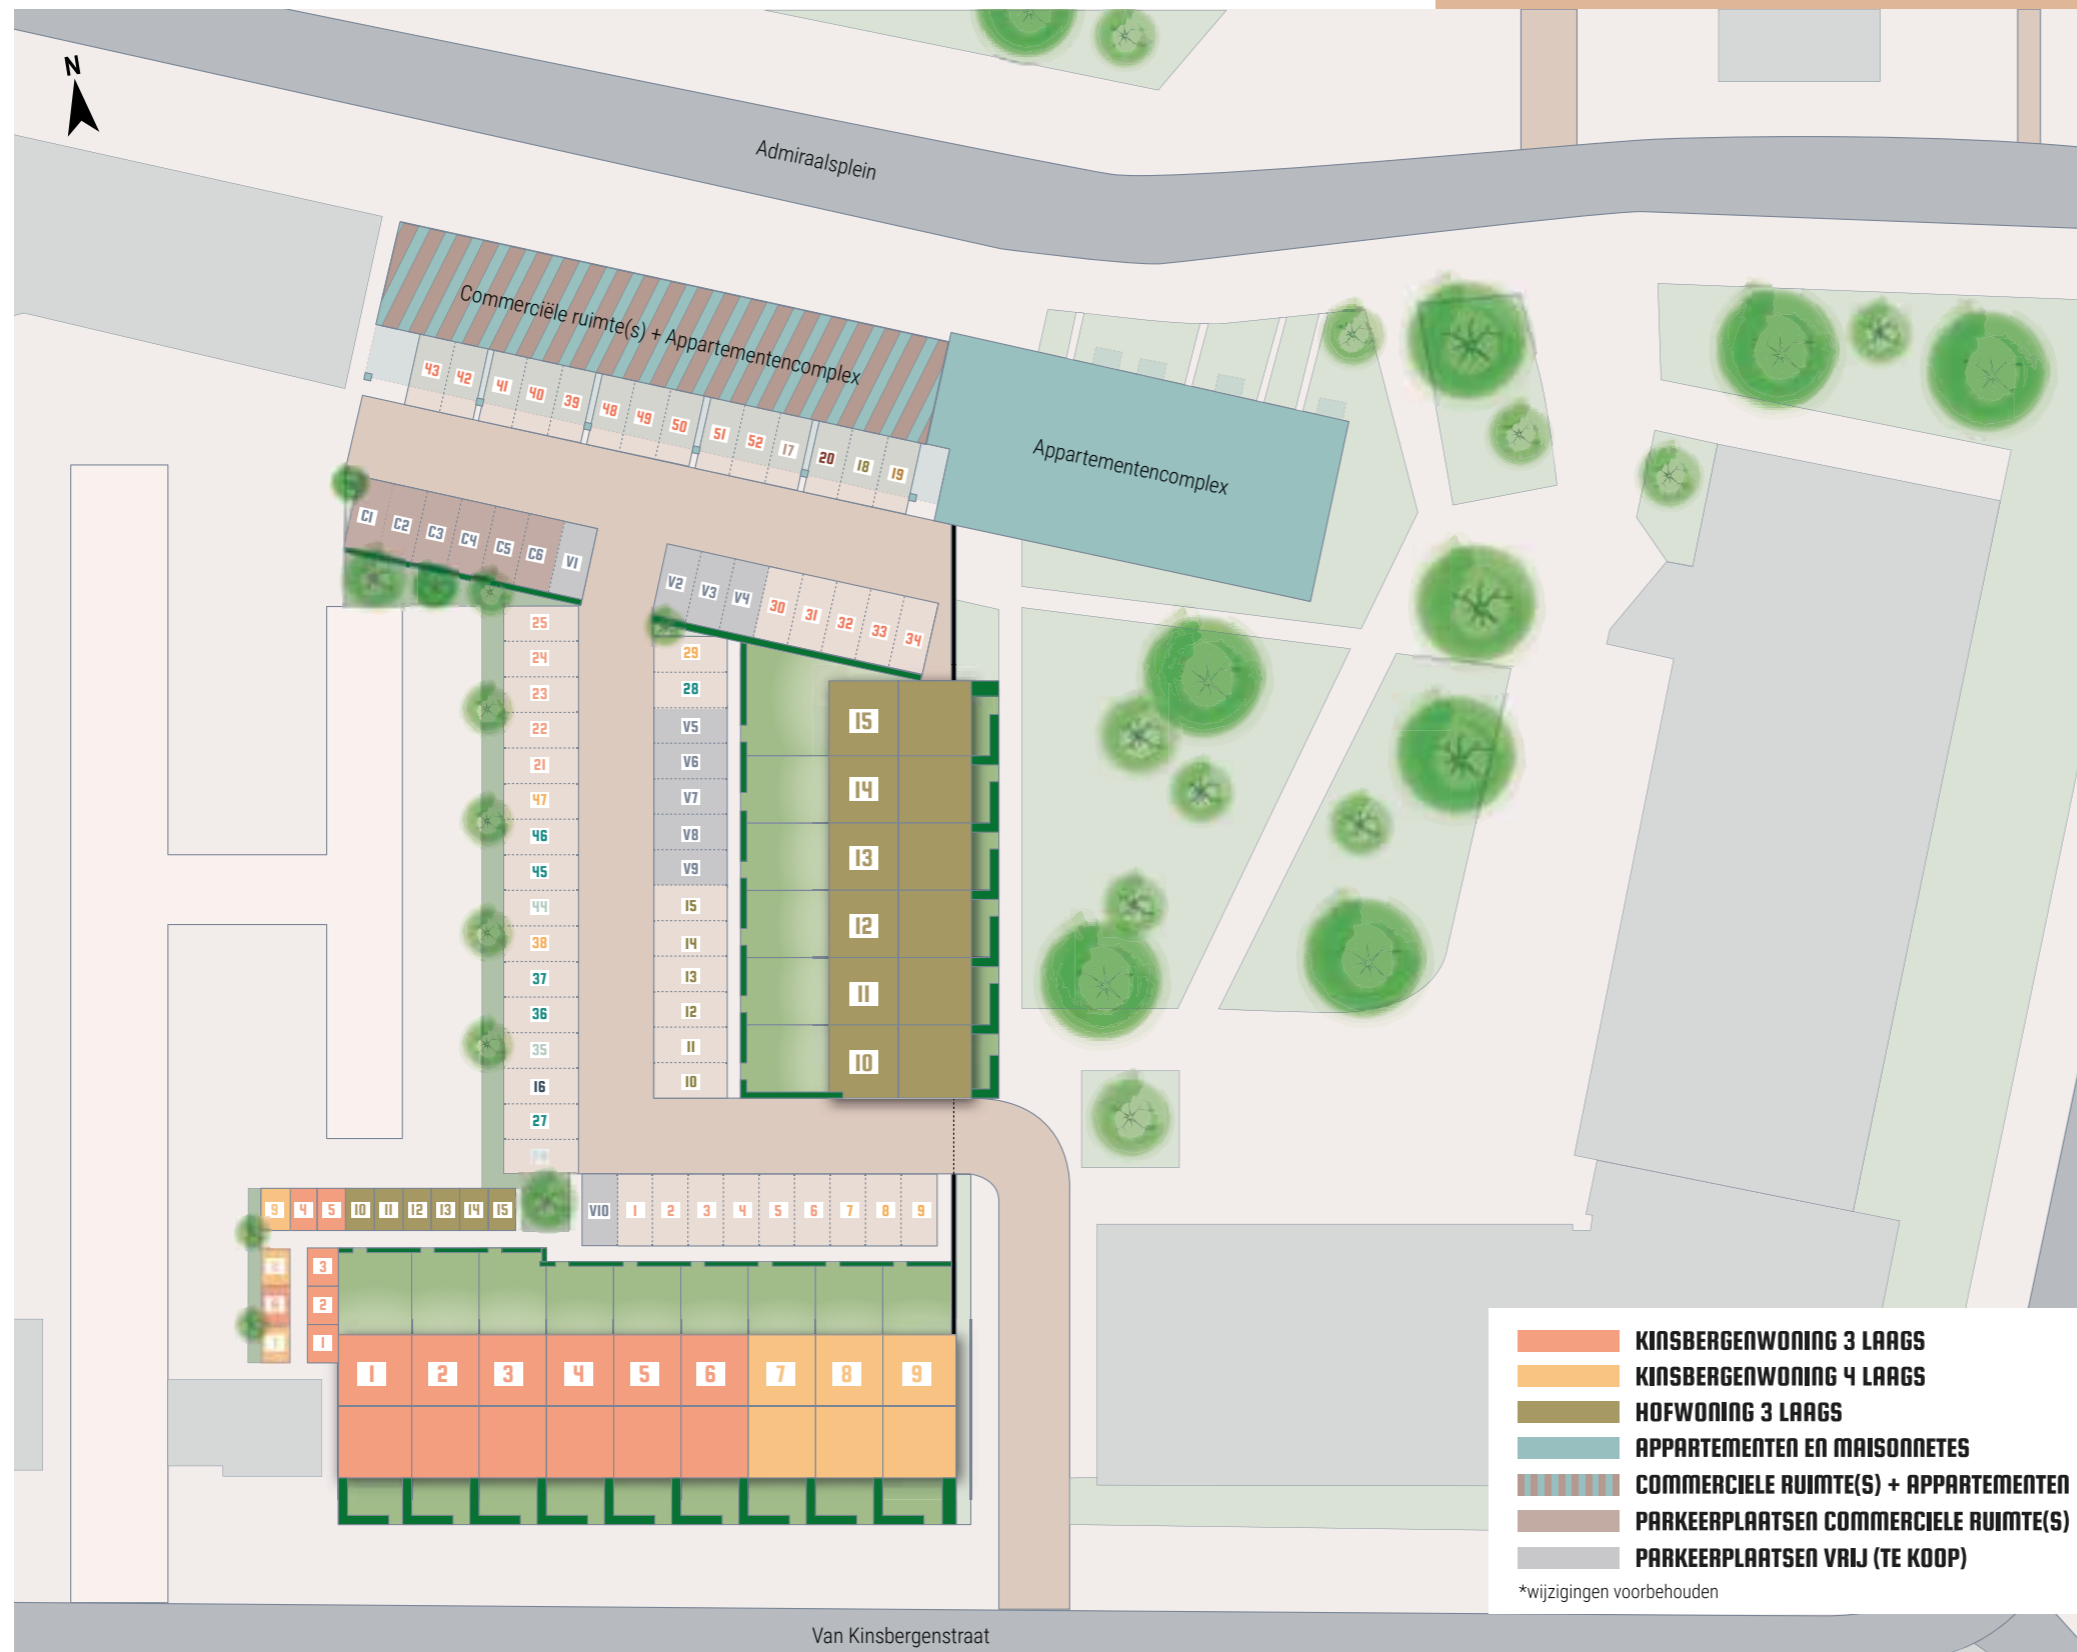 N
Admiraalsplein
Commerciële ruimte(s) + Appartementencomplex
Appartementencomplex
43 42 41 40 39 48 49 50 51 52 17 20 18 19
C1 C2 C3 C4 C5 C6 V1
V2 V3 V4 30 31 32 33 34
25
24
23
22
21
47
46
45
44
38
37
36
35
16
27
29
28
V5
V6
V7
V8
V9
15
14
13
12
11
10
15
14
13
12
11
10
9 4 5 10 11 12 13 14 15
V10 1 2 3 4 5 6 7 8 9
3
2
1
1 2 3 4 5 6 7 8 9
KINSBERGENWONING 3 LAAGS
KINSBERGENWONING 4 LAAGS
HOFWONING 3 LAAGS
APPARTEMENTEN EN MAISONNETES
COMMERCIELE RUIMTE(S) + APPARTEMENTEN
PARKEERPLAATSEN COMMERCIELE RUIMTE(S)
PARKEERPLAATSEN VRIJ (TE KOOP)
*wijzigingen voorbehouden
Van Kinsbergenstraat